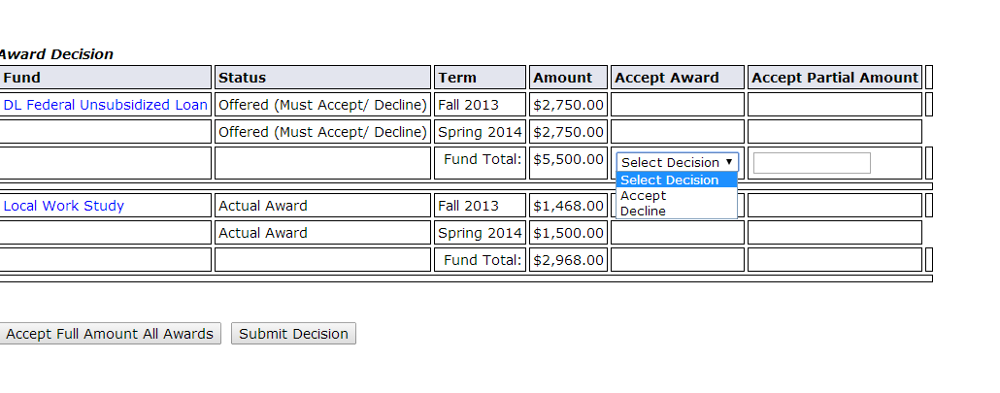 Award Decision
Fund Status Term Amount Accept Award Accept Partial Amount
DL Federal Unsubsidized Loan Offered (Must Accept/ Decline) Fall 2013 $2,750.00
Offered (Must Accept/ Decline) Spring 2014 $2,750.00
Fund Total: $5,500.00 Select Decision
Select Decision
Accept
Decline
Local Work Study Actual Award Fall 2013 $1,468.00
Actual Award Spring 2014 $1,500.00
Fund Total: $2,968.00
Accept Full Amount All Awards Submit Decision